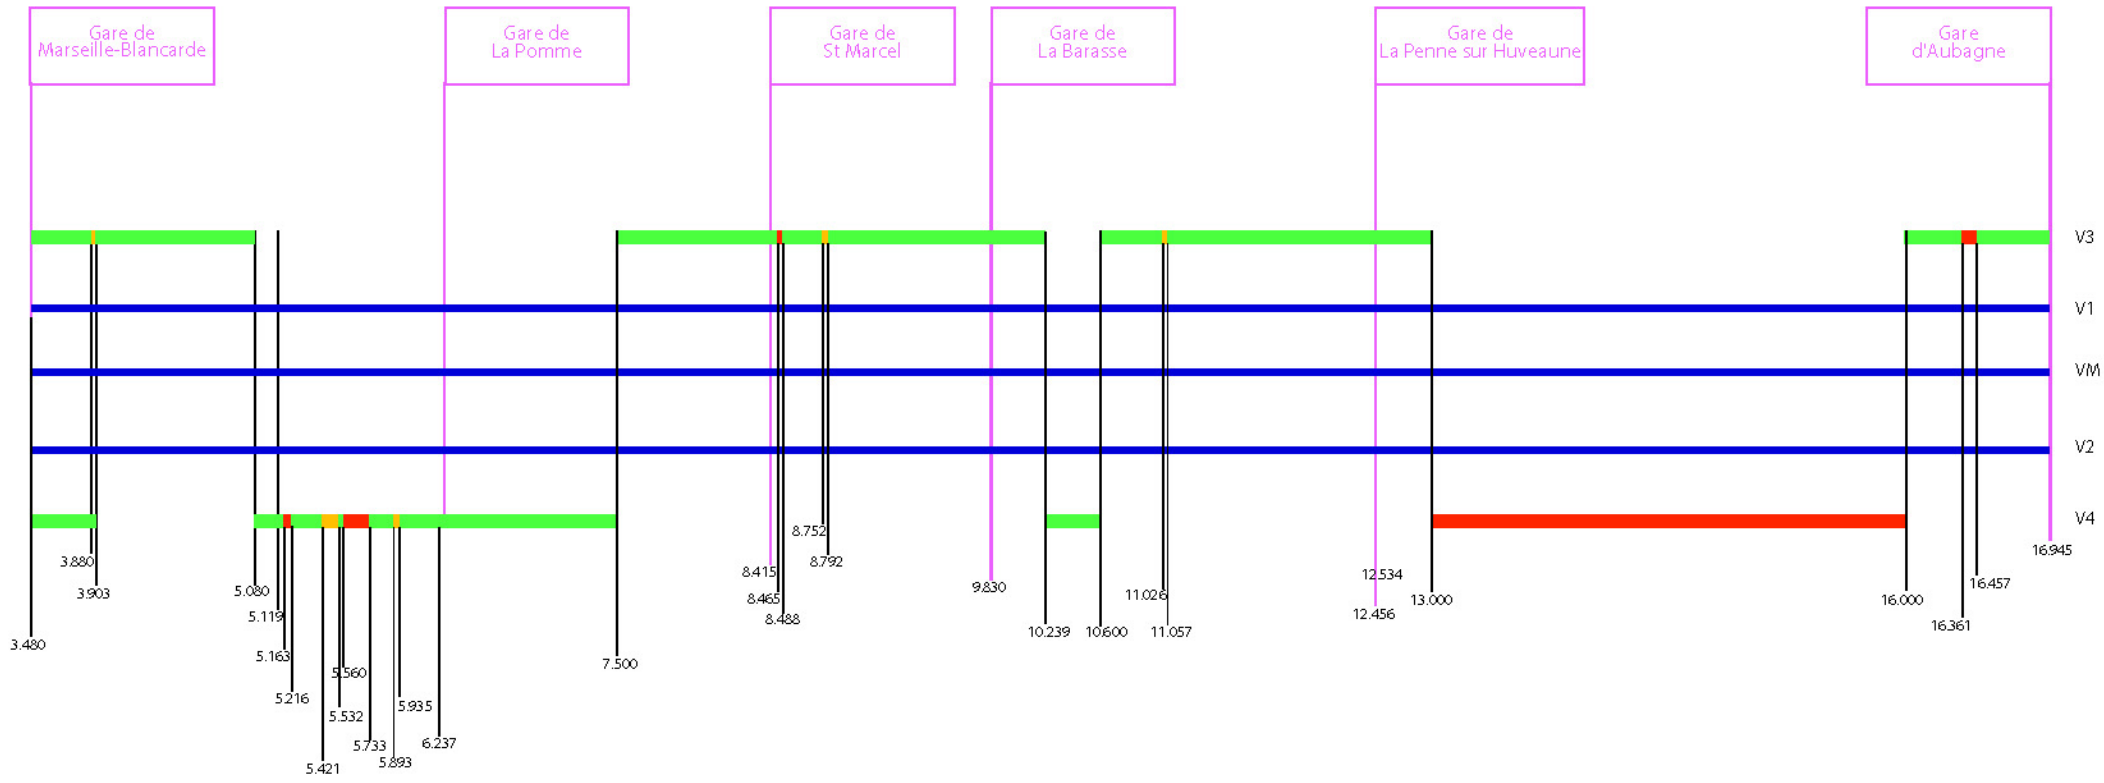 Gare de
Marseille-Blancarde
Gare de
La Pomme
Gare de
St Marcel
Gare de
La Barasse
Gare de
La Penne sur Huveaune
Gare
d'Aubagne
V3
V1
VM
V2
V4
3.480
3.880
3.903
5.080
5.119
5.163
5.216
5.421
5.532
5.560
5.733
5.893
5.935
6.237
7.500
8.415
8.465
8.488
8.752
8.792
9.830
10.239
10.600
11.026
11.057
12.534
12.456
13.000
16.000
16.361
16.457
16.945